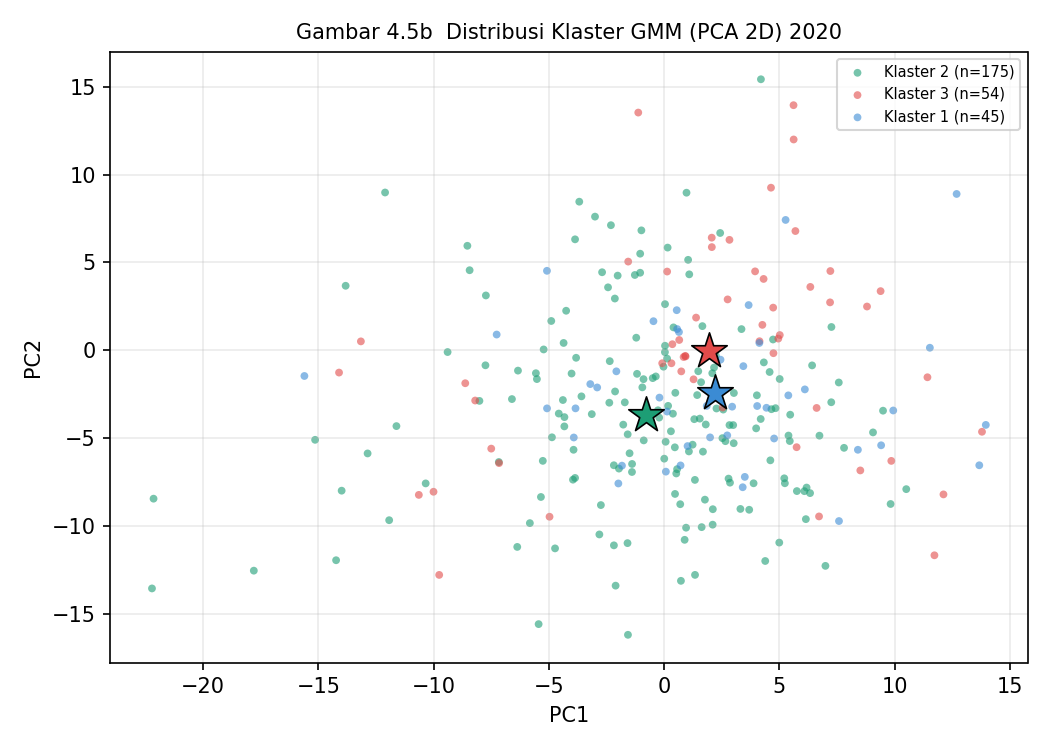 Gambar 4.5b  Distribusi Klaster GMM (PCA 2D) 2020
Klaster 2 (n=175)
Klaster 3 (n=54)
Klaster 1 (n=45)
15
10
5
0
−5
−10
−15
PC2
−20
−15
−10
−5
0
5
10
15
PC1